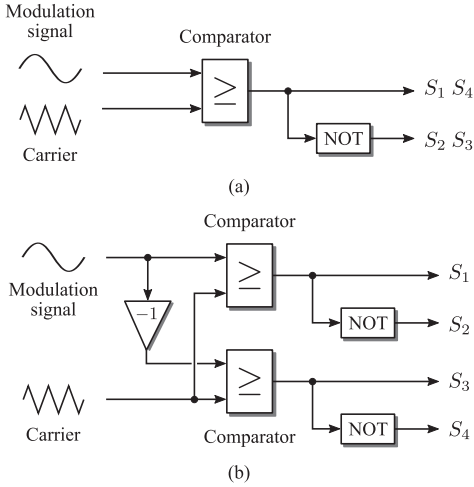 Modulation
signal
Comparator
≥
S1 S4
NOT
S2 S3
Carrier
(a)
Comparator
≥
S1
Modulation
signal
−1
NOT
S2
≥
S3
Carrier
Comparator
NOT
S4
(b)